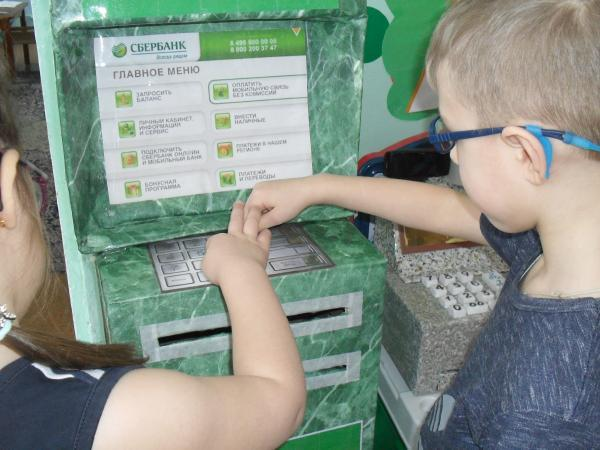 СБЕРБАНК
Всегда рядом
8 495 500 00 05
8 800 200 37 47
ГЛАВНОЕ МЕНЮ
ЗАПРОСИТЬ
БАЛАНС
ОПЛАТИТЬ
МОБИЛЬНУЮ СВЯЗЬ
БЕЗ КОМИССИИ
ЛИЧНЫЙ КАБИНЕТ,
ИНФОРМАЦИЯ
И СЕРВИС
ВНЕСТИ
НАЛИЧНЫЕ
ПОДКЛЮЧИТЬ
СБЕРБАНК ОНЛАЙН
И МОБИЛЬНЫЙ БАНК
ПЛАТЕЖИ В НАШЕМ
РЕГИОНЕ
БОНУСНАЯ
ПРОГРАММА
ПЛАТЕЖИ
И ПЕРЕВОДЫ